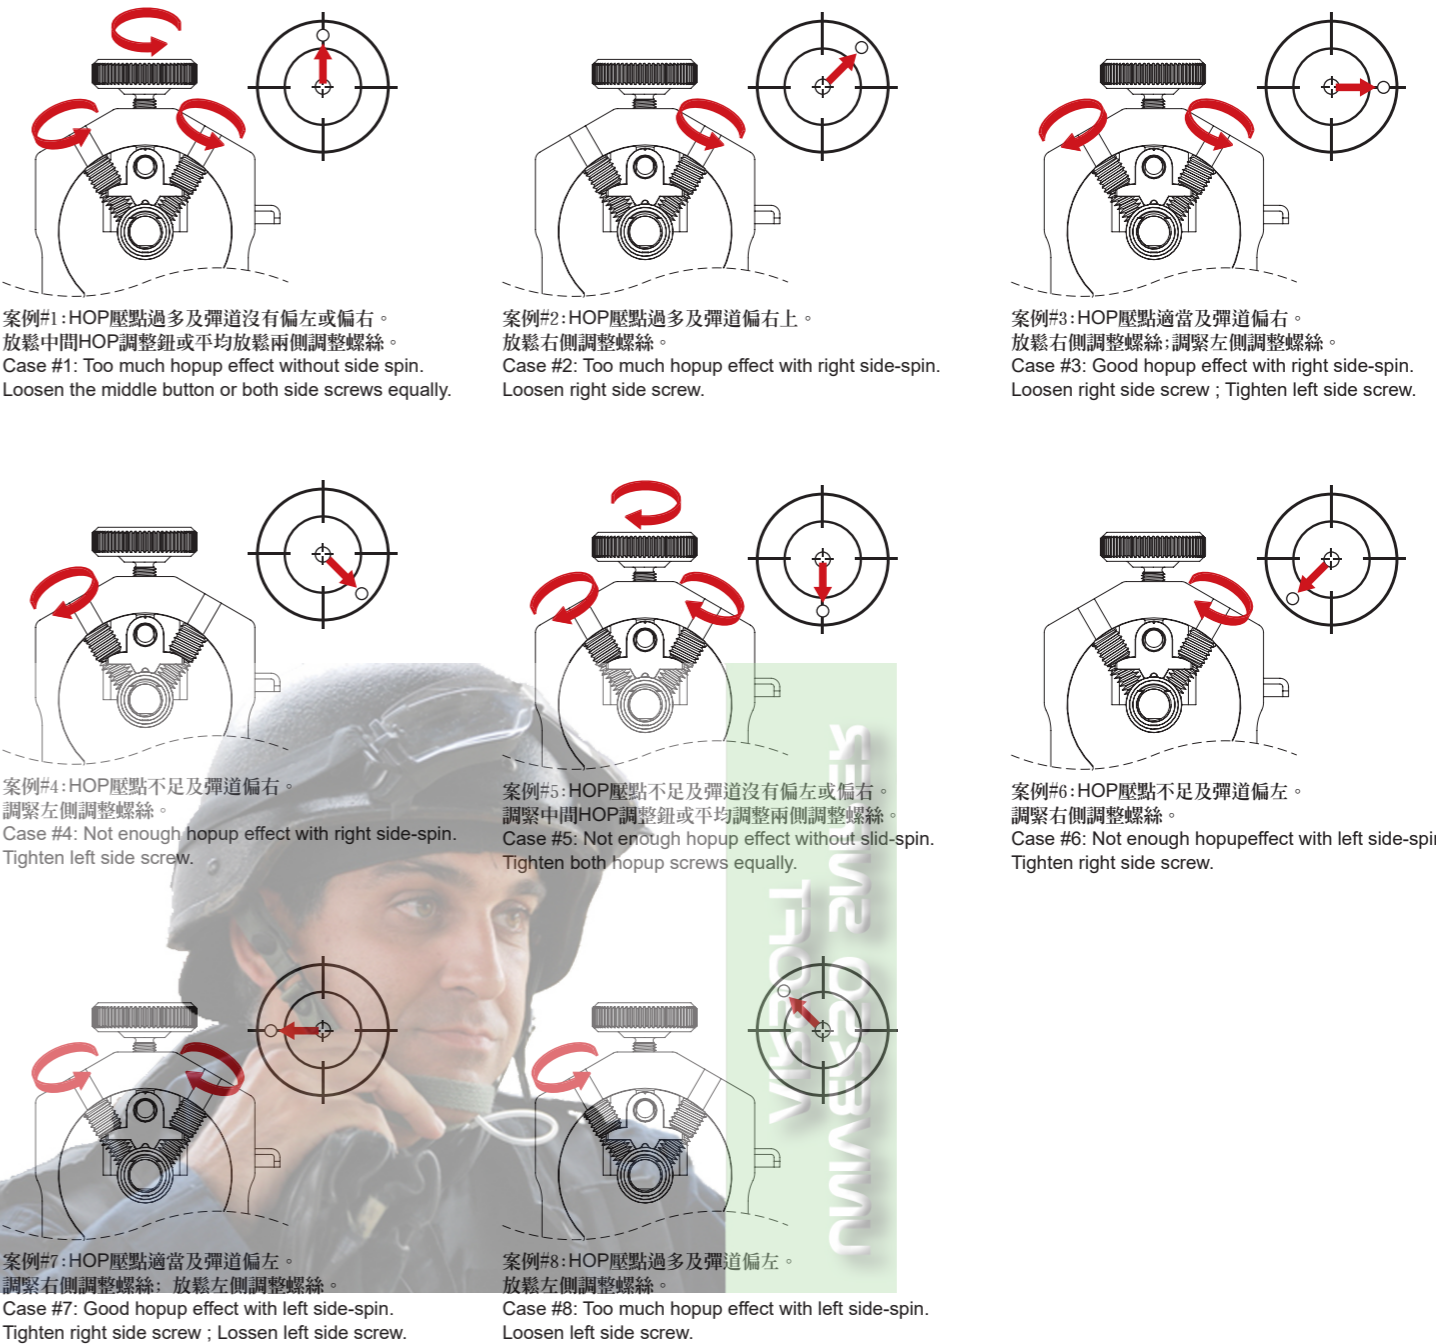 案例#1:HOP壓點過多及彈道沒有偏左或偏右。
放鬆中間HOP調整鈕或平均放鬆兩側調整螺絲。
Case #1: Too much hopup effect without side spin.
Loosen the middle button or both side screws equally.
案例#2:HOP壓點過多及彈道偏右上。
放鬆右側調整螺絲。
Case #2: Too much hopup effect with right side-spin.
Loosen right side screw.
案例#3:HOP壓點適當及彈道偏右。
放鬆右側調整螺絲;調緊左側調整螺絲。
Case #3: Good hopup effect with right side-spin.
Loosen right side screw ; Tighten left side screw.
案例#4:HOP壓點不足及彈道偏右。
調緊左側調整螺絲。
Case #4: Not enough hopup effect with right side-spin.
Tighten left side screw.
案例#5:HOP壓點不足及彈道沒有偏左或偏右。
調緊中間HOP調整鈕或平均調整兩側調整螺絲。
Case #5: Not enough hopup effect without slid-spin.
Tighten both hopup screws equally.
案例#6:HOP壓點不足及彈道偏左。
調緊右側調整螺絲。
Case #6: Not enough hopupeffect with left side-spi
Tighten right side screw.
案例#7:HOP壓點適當及彈道偏左。
調緊右側調整螺絲; 放鬆左側調整螺絲。
Case #7: Good hopup effect with left side-spin.
Tighten right side screw ; Lossen left side screw.
案例#8:HOP壓點過多及彈道偏左。
放鬆左側調整螺絲。
Case #8: Too much hopup effect with left side-spin.
Loosen left side screw.